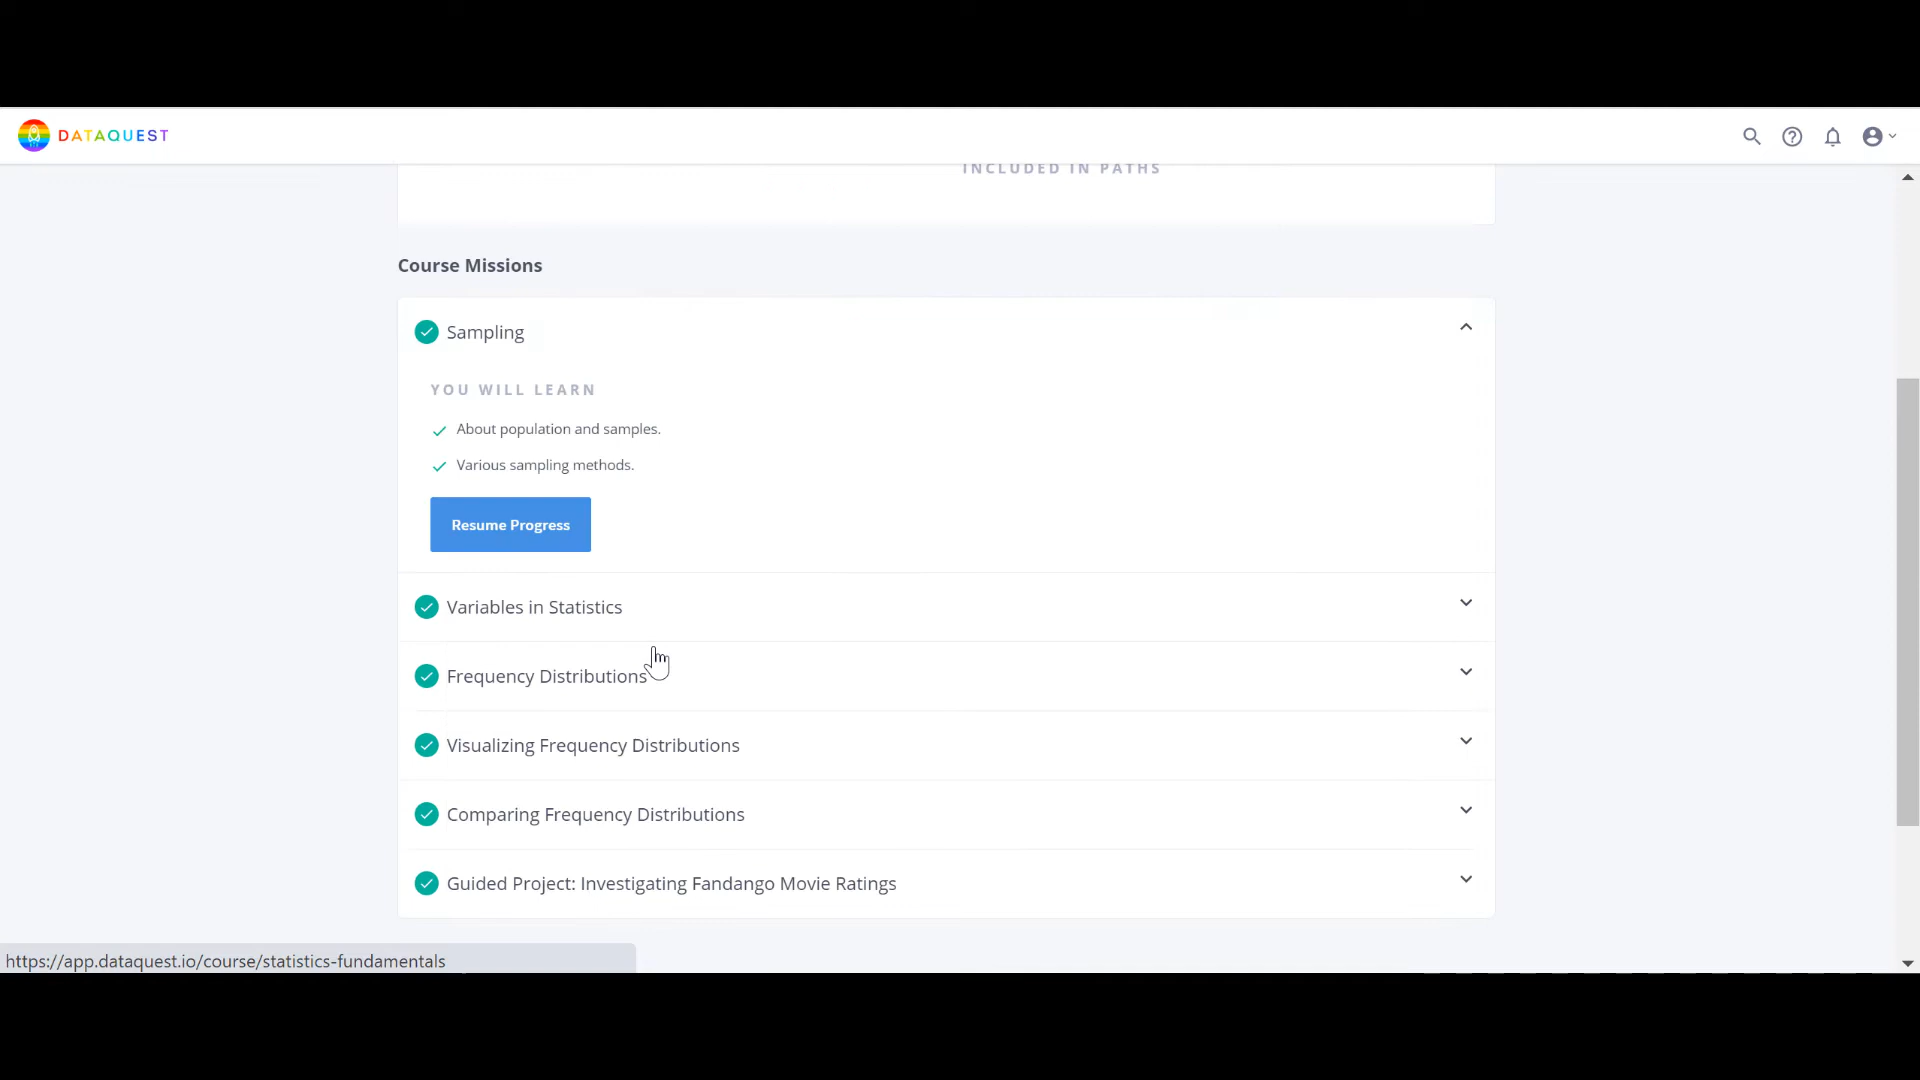 DATAQUEST
INCLUDED IN PATHS
Course Missions
Sampling
YOU WILL LEARN
About population and samples.
Various sampling methods.
Resume Progress
Variables in Statistics
Frequency Distributions
Visualizing Frequency Distributions
Comparing Frequency Distributions
Guided Project: Investigating Fandango Movie Ratings
https://app.dataquest.io/course/statistics-fundamentals